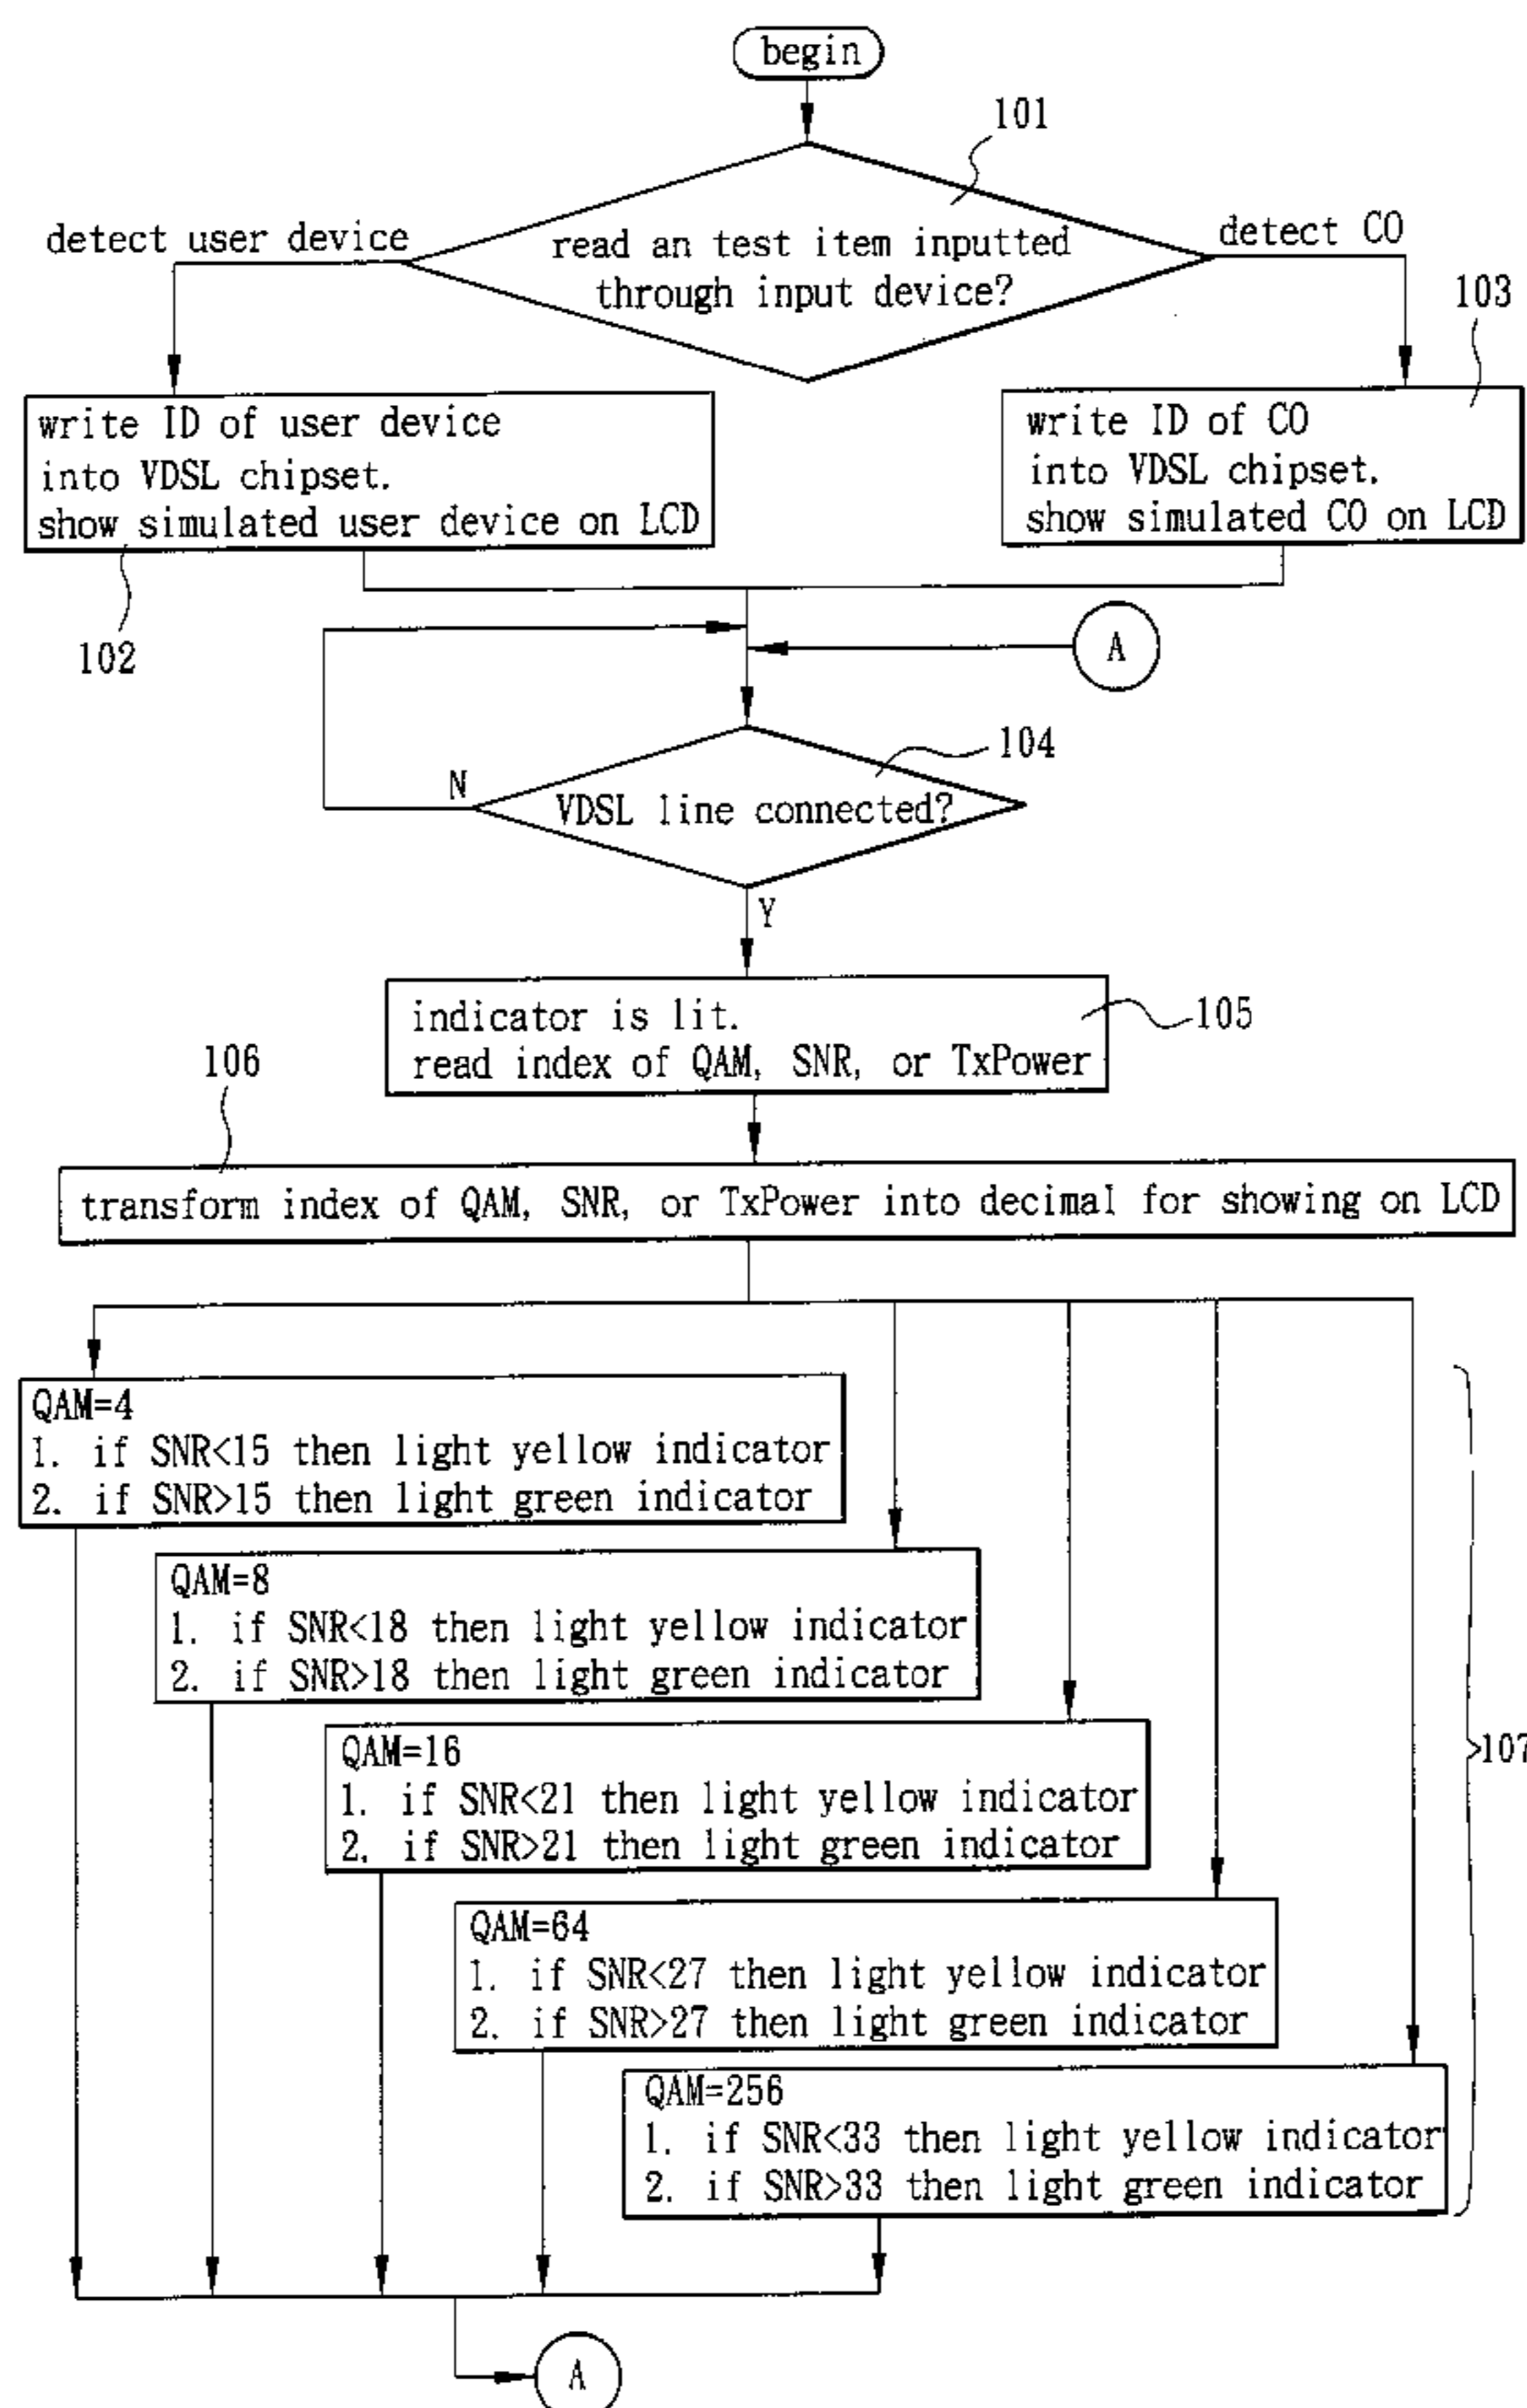 begin
101
detect user device
read an test item inputted
through input device?
detect CO
103
write ID of user device
into VDSL chipset.
show simulated user device on LCD
write ID of CO
into VDSL chipset.
show simulated CO on LCD
102
A
104
N
VDSL line connected?
Y
indicator is lit.
read index of QAM, SNR, or TxPower
105
106
transform index of QAM, SNR, or TxPower into decimal for showing on LCD
QAM=4
1. if SNR<15 then light yellow indicator
2. if SNR>15 then light green indicator
QAM=8
1. if SNR<18 then light yellow indicator
2. if SNR>18 then light green indicator
QAM=16
1. if SNR<21 then light yellow indicator
2. if SNR>21 then light green indicator
107
QAM=64
1. if SNR<27 then light yellow indicator
2. if SNR>27 then light green indicator
QAM=256
1. if SNR<33 then light yellow indicator
2. if SNR>33 then light green indicator
A